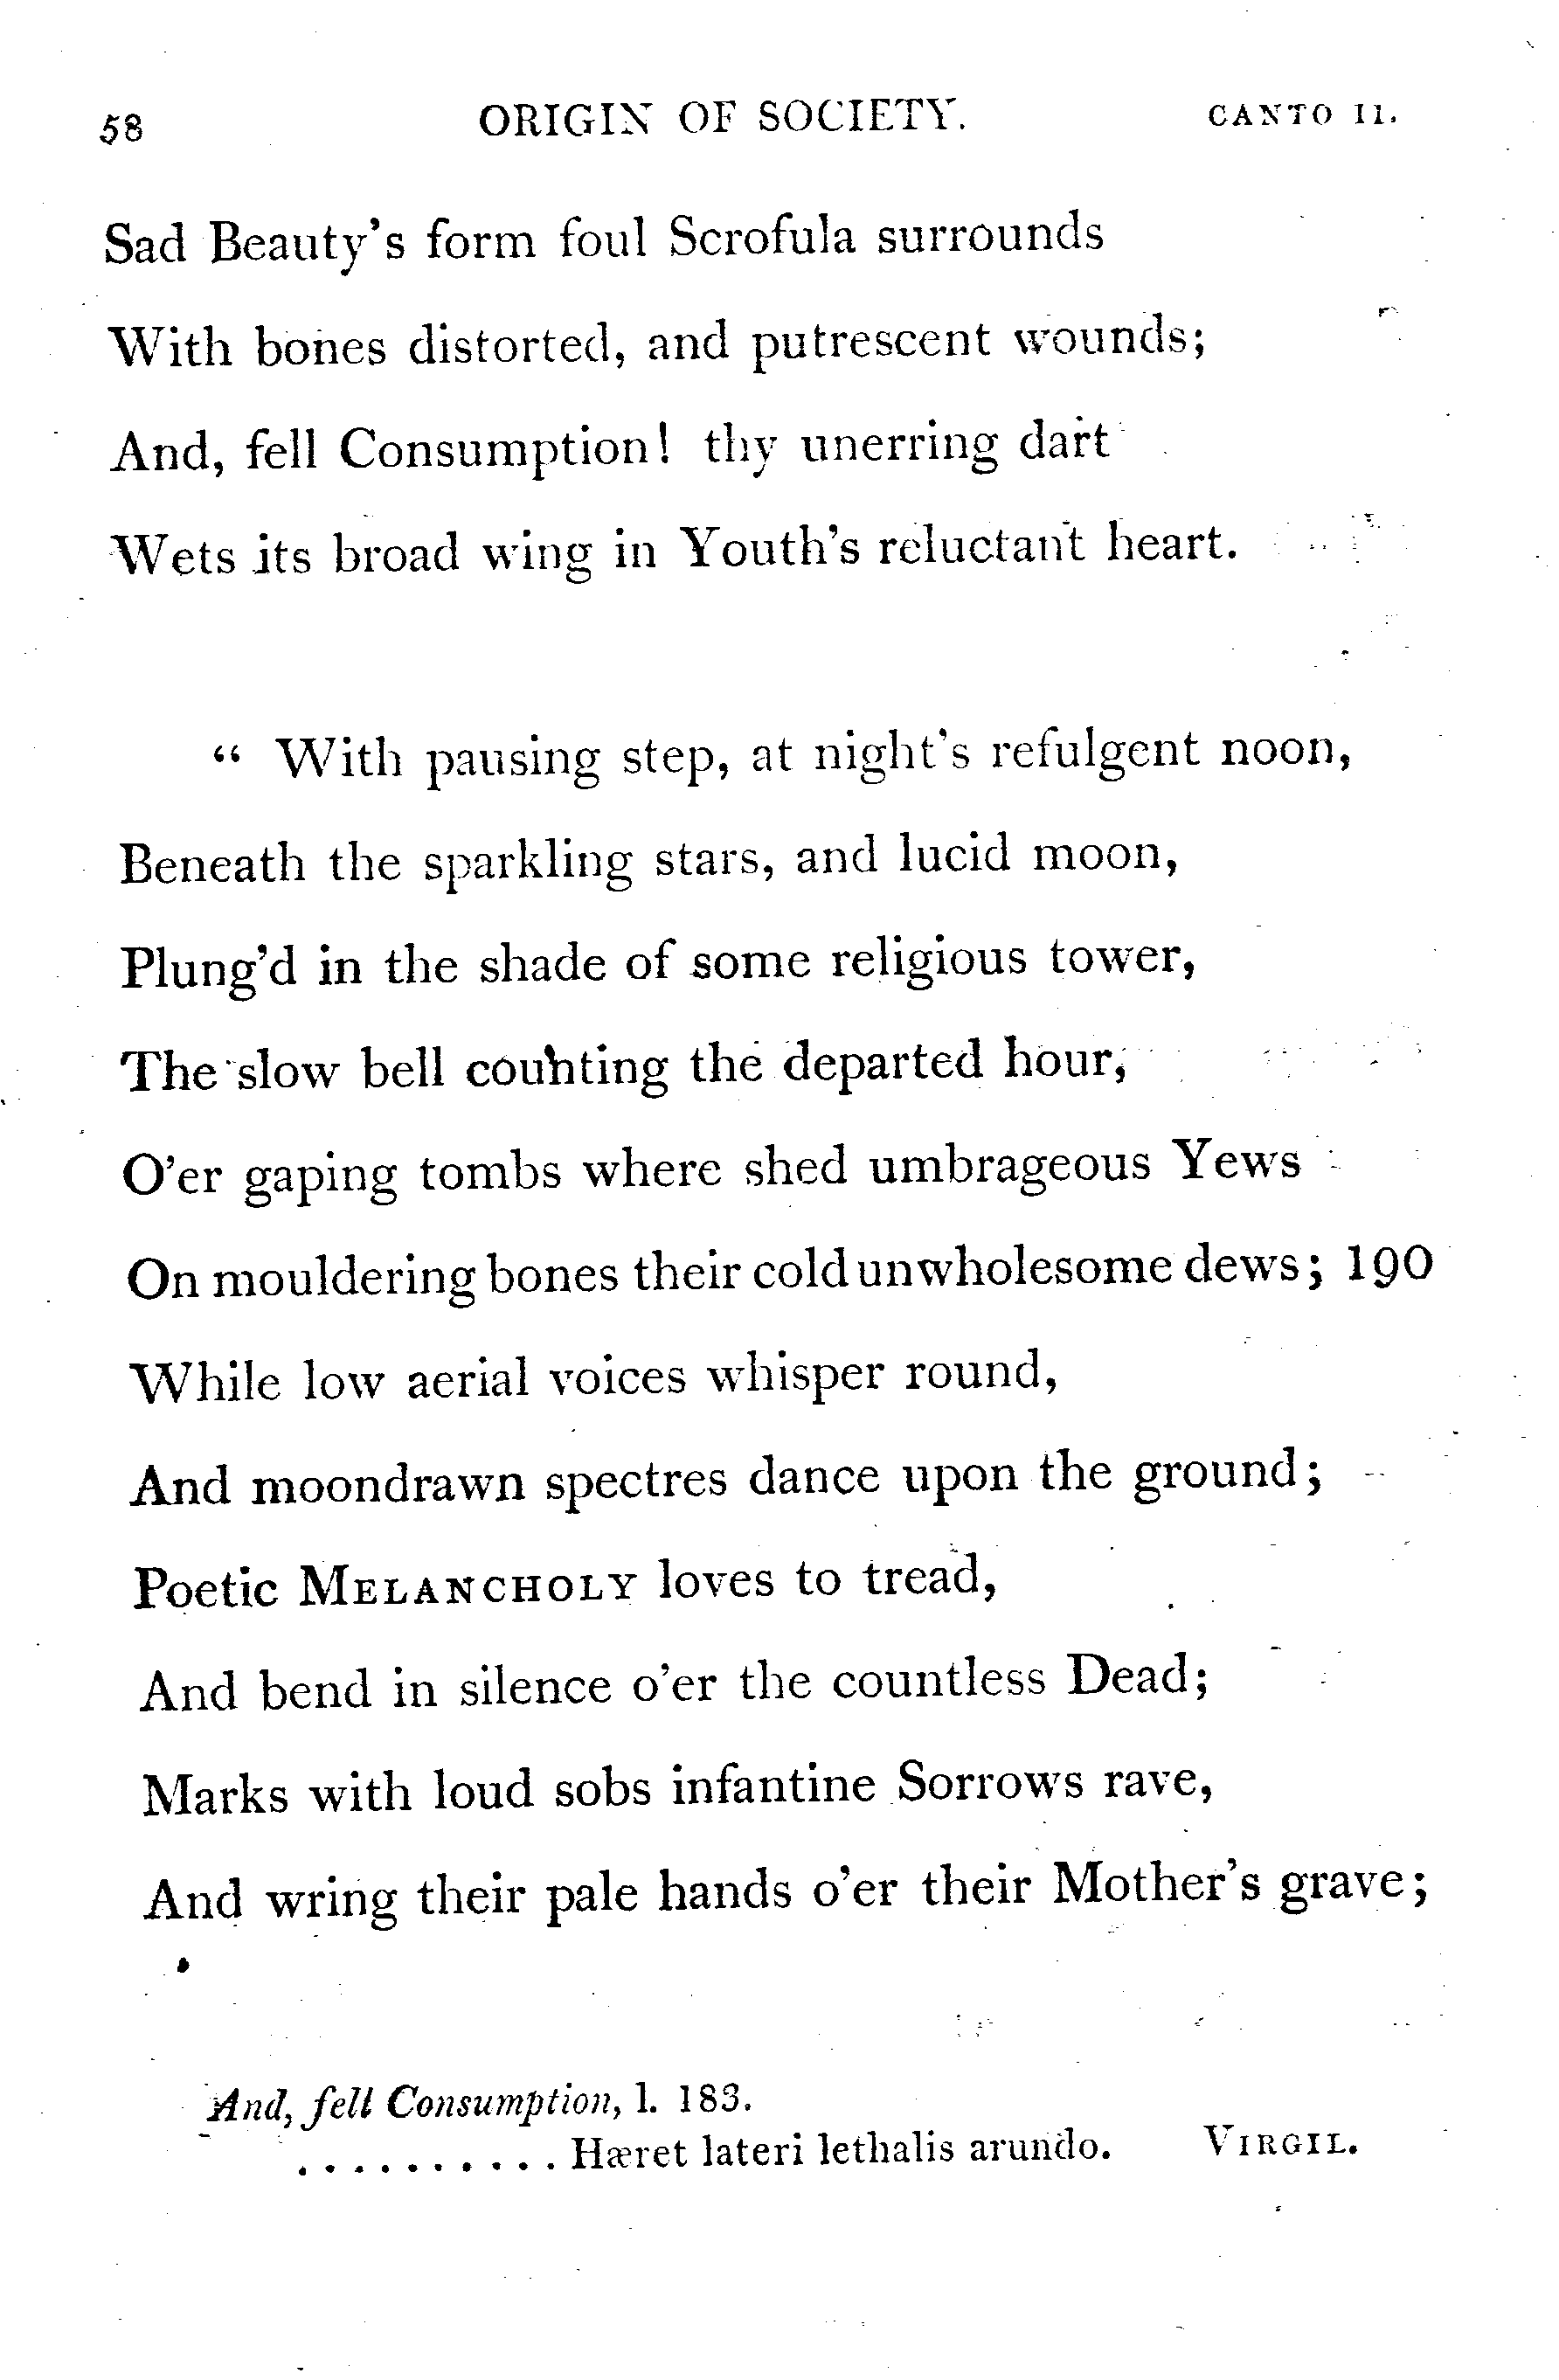 58 ORIGIN OF SOCIETY. CANTO II.
Sad Beauty's form foul Scrofula surrounds
With bones distorted, and putrescent wounds;
And, fell Consumption! thy unerring dart
Wets its broad wing in Youth's reluctant heart.
“ With pausing step, at night's refulgent noon,
Beneath the sparkling stars, and lucid moon,
Plung'd in the shade of some religious tower,
The slow bell counting the departed hour,
O'er gaping tombs where shed umbrageous Yews
On mouldering bones their cold unwholesome dews; 190
While low aerial voices whisper round,
And moondrawn spectres dance upon the ground;
Poetic MELANCHOLY loves to tread,
And bend in silence o'er the countless Dead;
Marks with loud sobs infantine Sorrows rave,
And wring their pale hands o'er their Mother's grave;
And, fell Consumption, l. 183.
. . . . . . . . . . Hæret lateri lethalis arundo. VIRGIL.